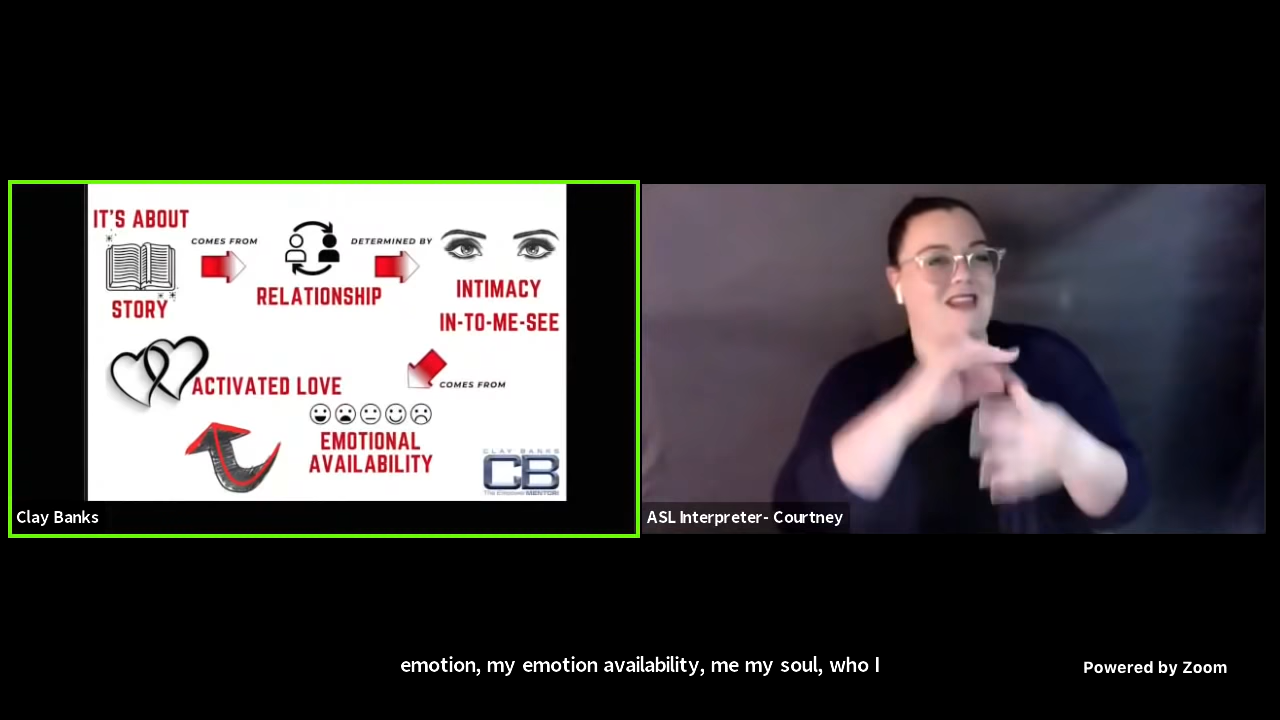 IT'S ABOUT
STORY
COMES FROM
RELATIONSHIP
DETERMINED BY
INTIMACY
IN-TO-ME-SEE
COMES FROM
EMOTIONAL
AVAILABILITY
ACTIVATED LOVE
CLAY BANKS
CB
Clay Banks
ASL Interpreter- Courtney
emotion, my emotion availability, me my soul, who I
Powered by Zoom